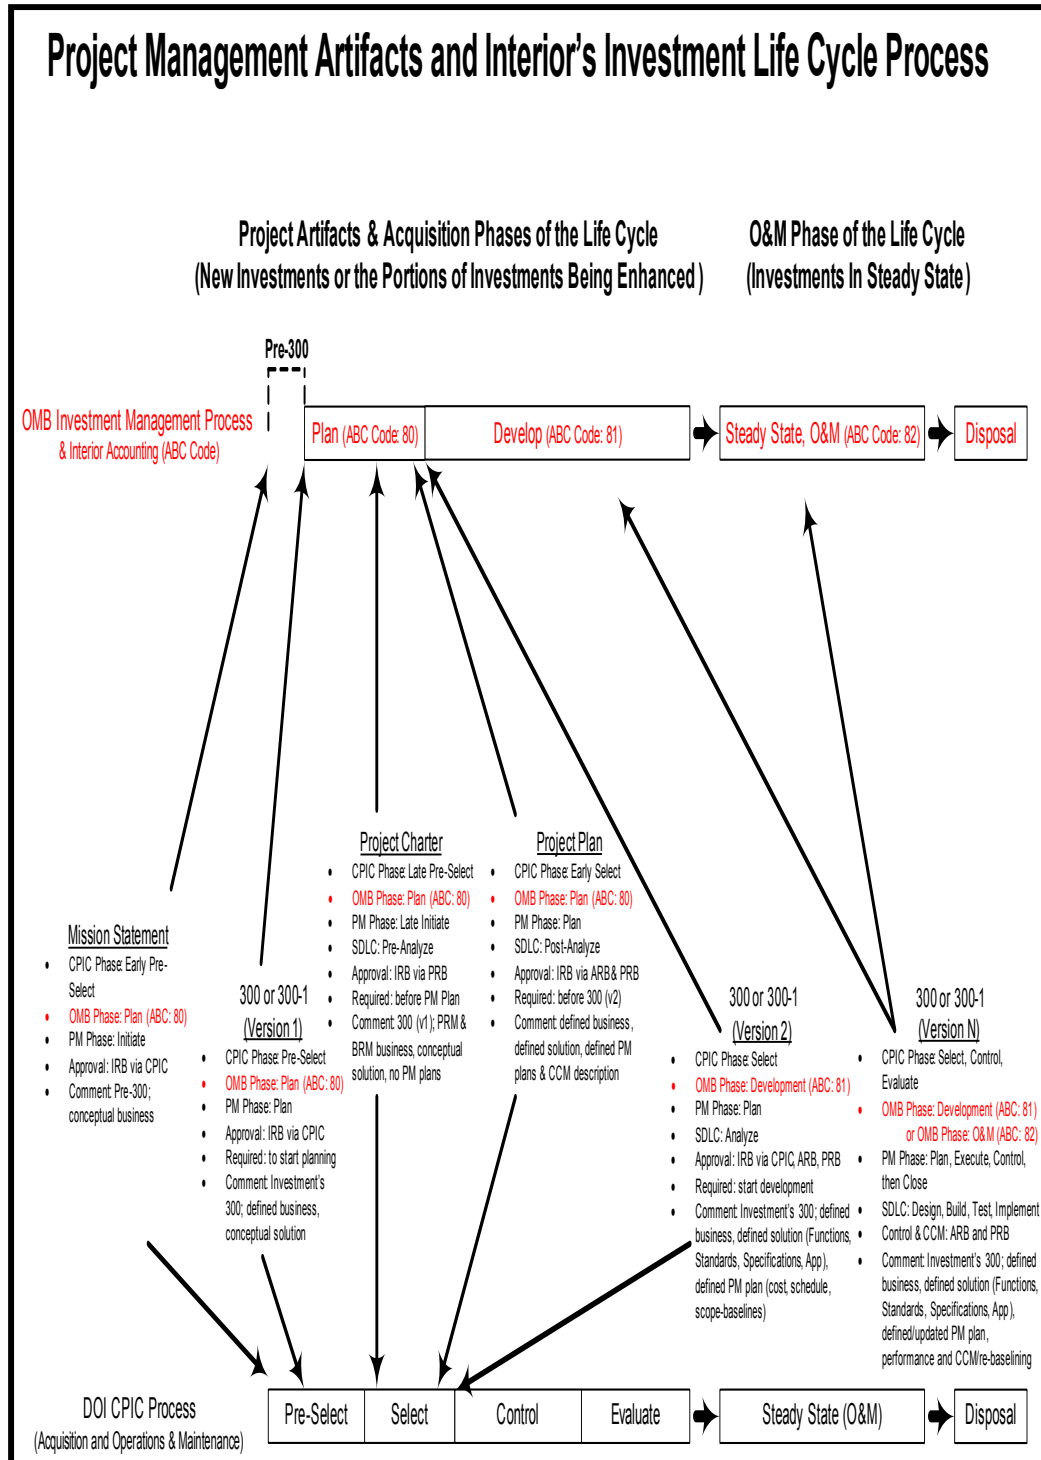 Project Management Artifacts and Interior's Investment Life Cycle Process
Project Artifacts & Acquisition Phases of the Life Cycle
(New Investments or the Portions of Investments Being Enhanced)
O&M Phase of the Life Cycle
(Investments In Steady State)
Pre-300
OMB Investment Management Process
& Interior Accounting (ABC Code)
Plan (ABC Code: 80)
Develop (ABC Code: 81)
Steady State, O&M (ABC Code: 82)
Disposal
Mission Statement
• CPIC Phase: Early Pre-
Select
• OMB Phase: Plan (ABC: 80)
• PM Phase: Initiate
• Approval: IRB via CPIC
• Comment: Pre-300;
conceptual business
300 or 300-1
(Version 1)
• CPIC Phase: Pre-Select
• OMB Phase: Plan (ABC: 80)
• PM Phase: Plan
• Approval: IRB via CPIC
• Required: to start planning
• Comment: Investment's
300; defined business,
conceptual solution
Project Charter
• CPIC Phase: Late Pre-Select
• OMB Phase: Plan (ABC: 80)
• PM Phase: Late Initiate
• SDLC: Pre-Analyze
• Approval: IRB via PRB
• Required: before PM Plan
• Comment: 300 (v1); PRM &
BRM business, conceptual
solution, no PM plans
Project Plan
• CPIC Phase: Early Select
• OMB Phase: Plan (ABC: 80)
• PM Phase: Plan
• SDLC: Post-Analyze
• Approval: IRB via ARB & PRB
• Required: before 300 (v2)
• Comment: defined business,
defined solution, defined PM
plans & CCM description
300 or 300-1
(Version 2)
• CPIC Phase: Select
• OMB Phase: Development (ABC: 81)
• PM Phase: Plan
• SDLC: Analyze
• Approval: IRB via CPIC, ARB, PRB
• Required: start development
• Comment: Investment's 300; defined
business, defined solution (Functions,
Standards, Specifications, App),
defined PM plan (cost, schedule,
scope-baselines)
300 or 300-1
(Version N)
• CPIC Phase: Select, Control,
Evaluate
• OMB Phase: Development (ABC: 81)
or OMB Phase: O&M (ABC: 82)
• PM Phase: Plan, Execute, Control,
then Close
• SDLC: Design, Build, Test, Implement
• Control & CCM: ARB and PRB
• Comment: Investment's 300; defined
business, defined solution (Functions,
Standards, Specifications, App),
defined/updated PM plan,
performance and CCM/re-baselining
DOI CPIC Process
(Acquisition and Operations & Maintenance)
Pre-Select
Select
Control
Evaluate
Steady State (O&M)
Disposal